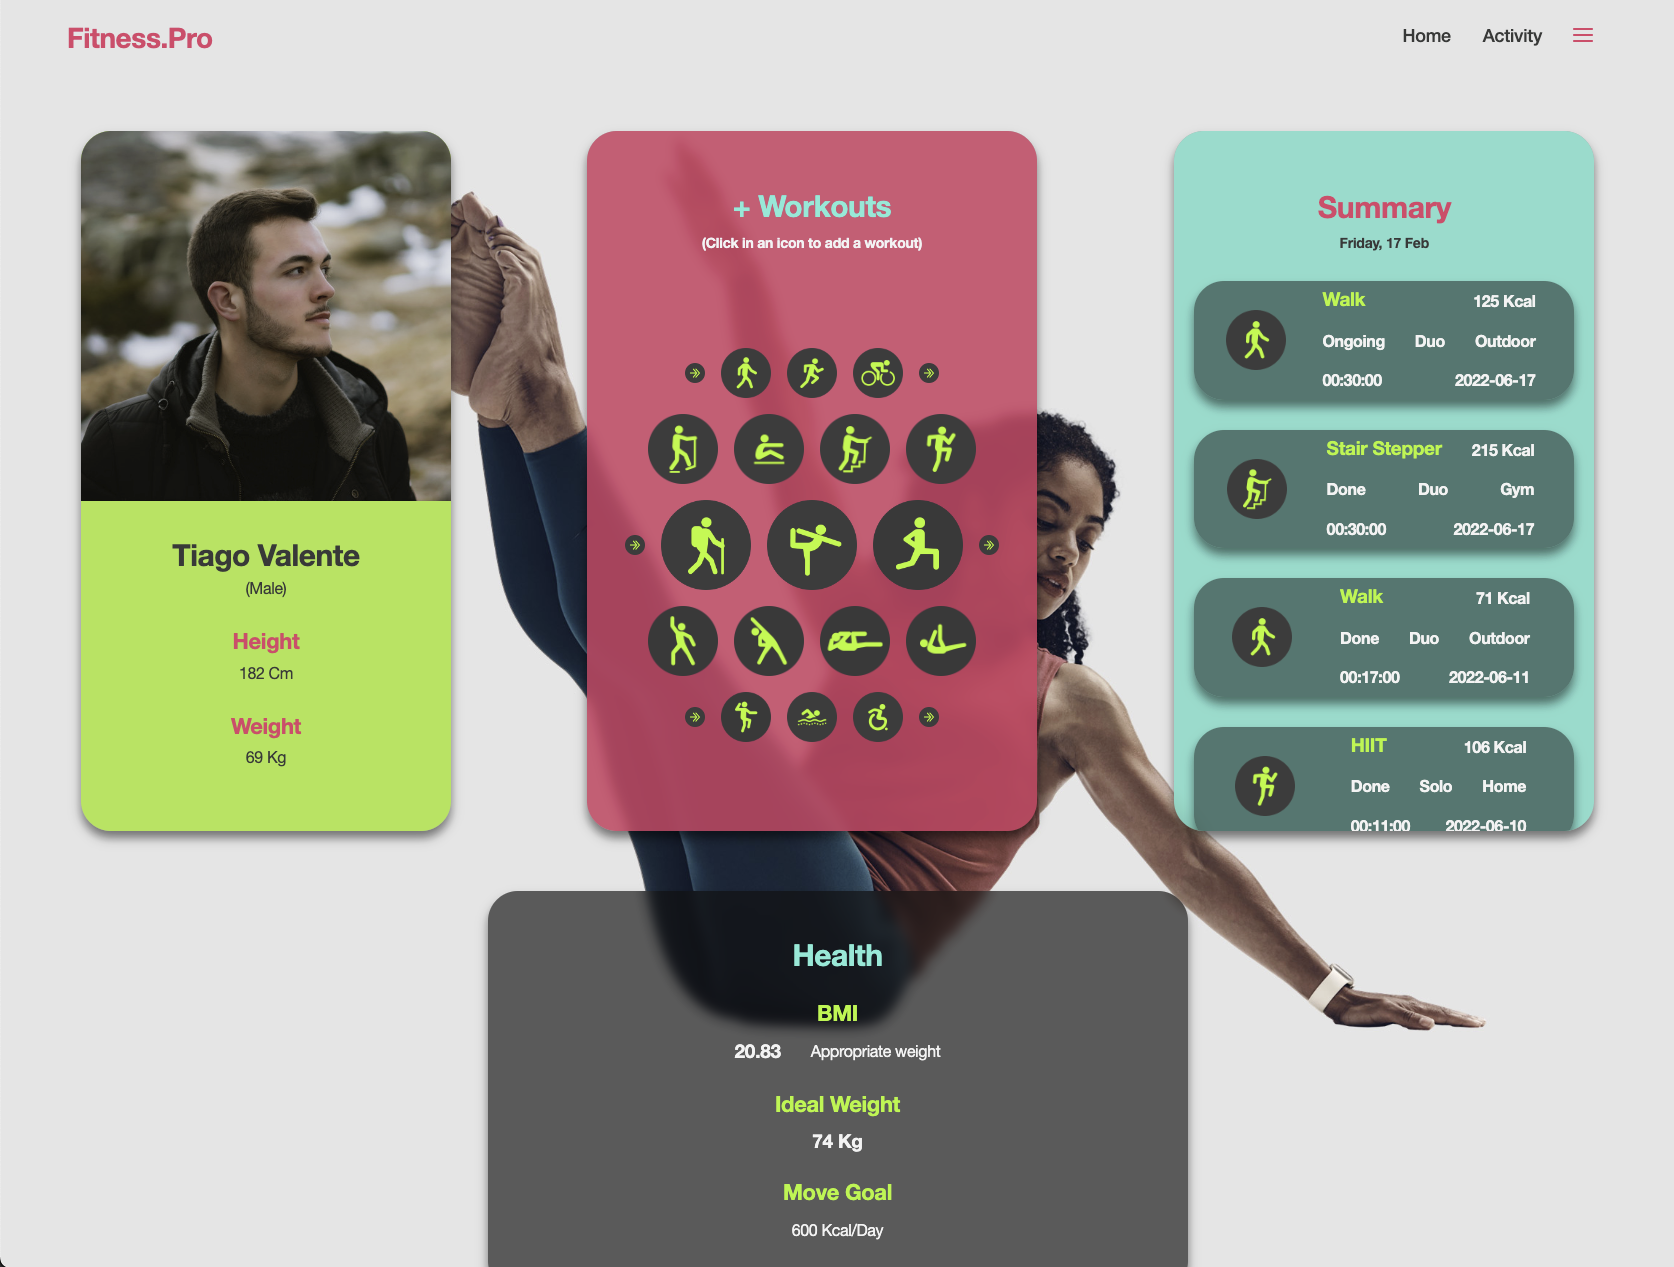 Fitness.Pro
Home Activity
Tiago Valente
(Male)
Height
182 Cm
Weight
69 Kg
+ Workouts
(Click in an icon to add a workout)
Summary
Friday, 17 Feb
Walk 125 Kcal
Ongoing Duo Outdoor
00:30:00 2022-06-17
Stair Stepper 215 Kcal
Done Duo Gym
00:30:00 2022-06-17
Walk 71 Kcal
Done Duo Outdoor
00:17:00 2022-06-11
HIIT 106 Kcal
Done Solo Home
00:11:00 2022-06-10
Health
BMI
20.83 Appropriate weight
Ideal Weight
74 Kg
Move Goal
600 Kcal/Day